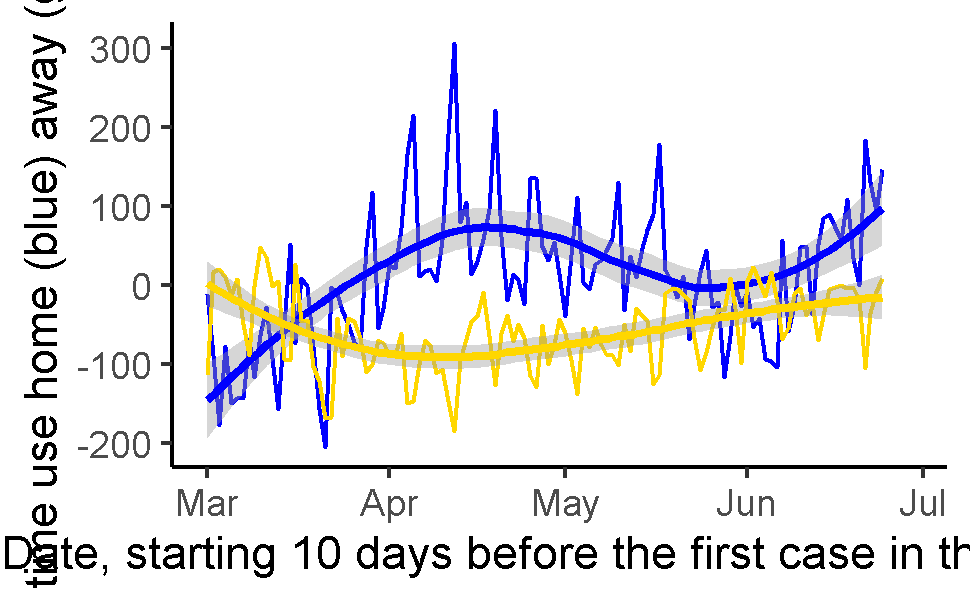 time use home (blue) away (
300
200
100
0
-100
-200
Mar Apr May Jun Jul
Date, starting 10 days before the first case in th